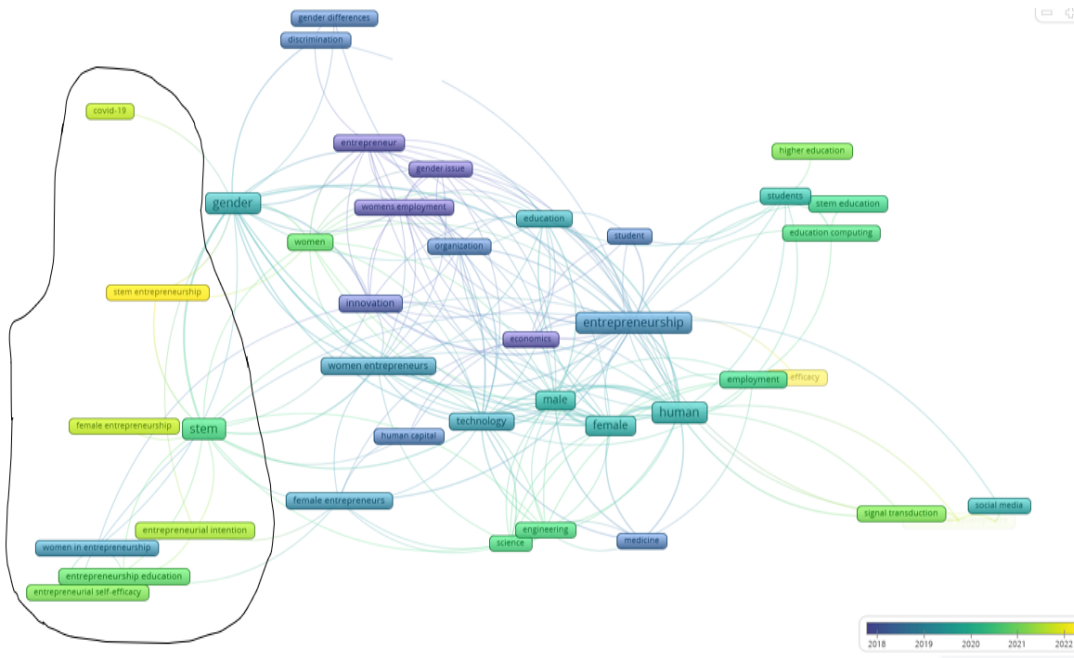 gender differences
discrimination
covid-19
entrepreneur
higher education
gender issue
students
gender
womens employment
stem education
education
education computing
student
women
organization
stem entrepreneurship
innovation
entrepreneurship
economics
women entrepreneurs
employment
efficacy
male
human
technology
female
female entrepreneurship
stem
human capital
female entrepreneurs
social media
signal transduction
entrepreneurial intention
engineering
science
medicine
women in entrepreneurship
entrepreneurship education
entrepreneurial self-efficacy
2018 2019 2020 2021 2022